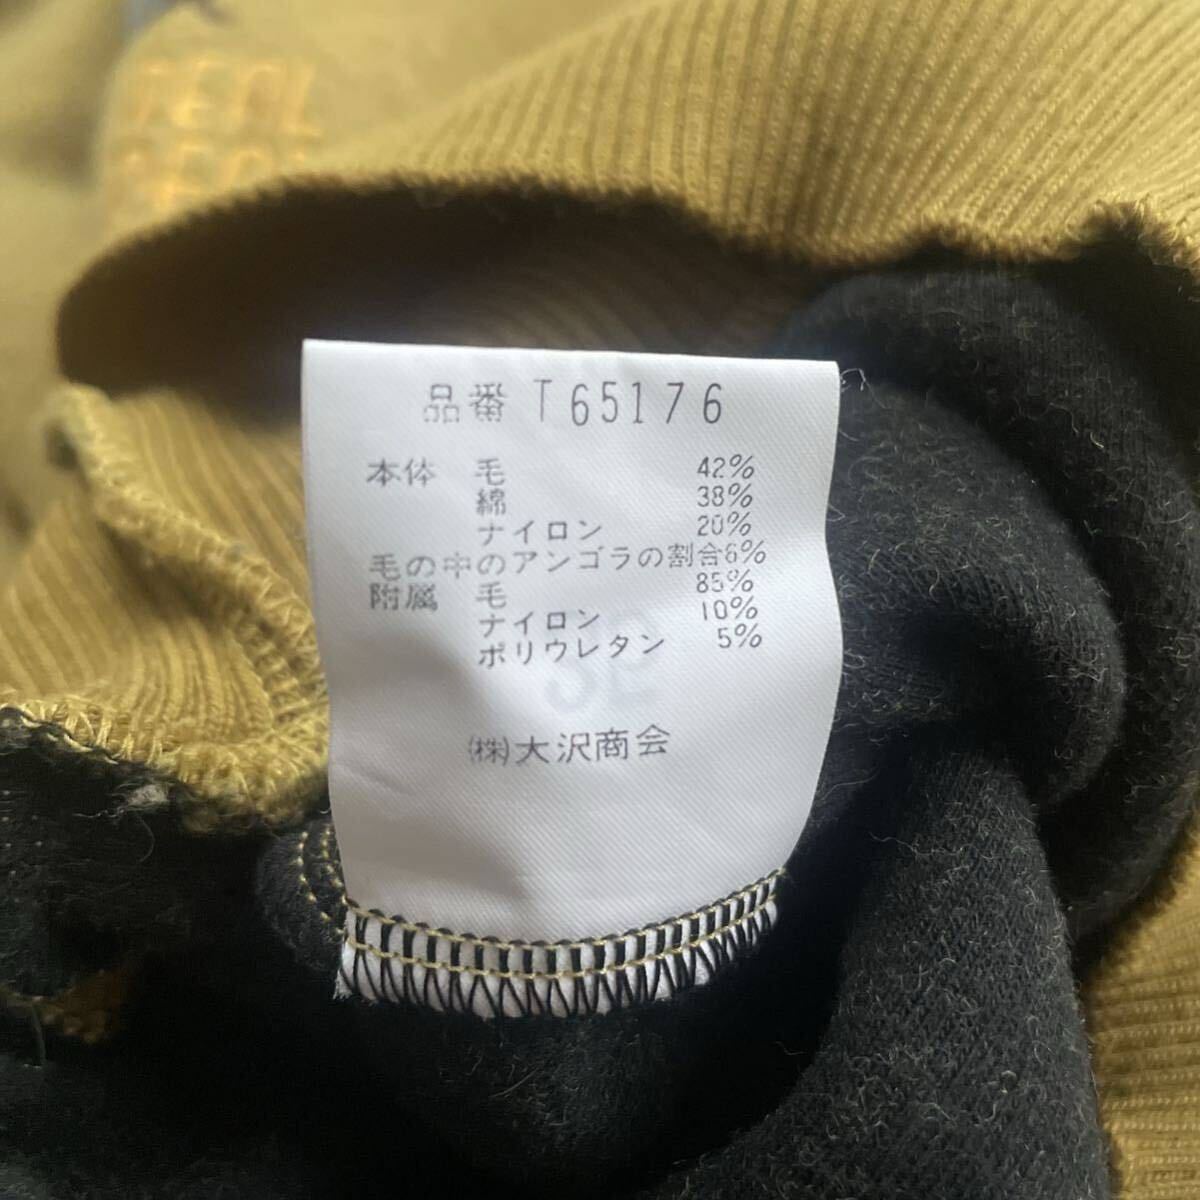 品番 T65176
本体 毛 42%
綿 38%
ナイロン 20%
毛の中のアンゴラの割合6%
附属 毛 85%
ナイロン 10%
ポリウレタン 5%
(株)大沢商会